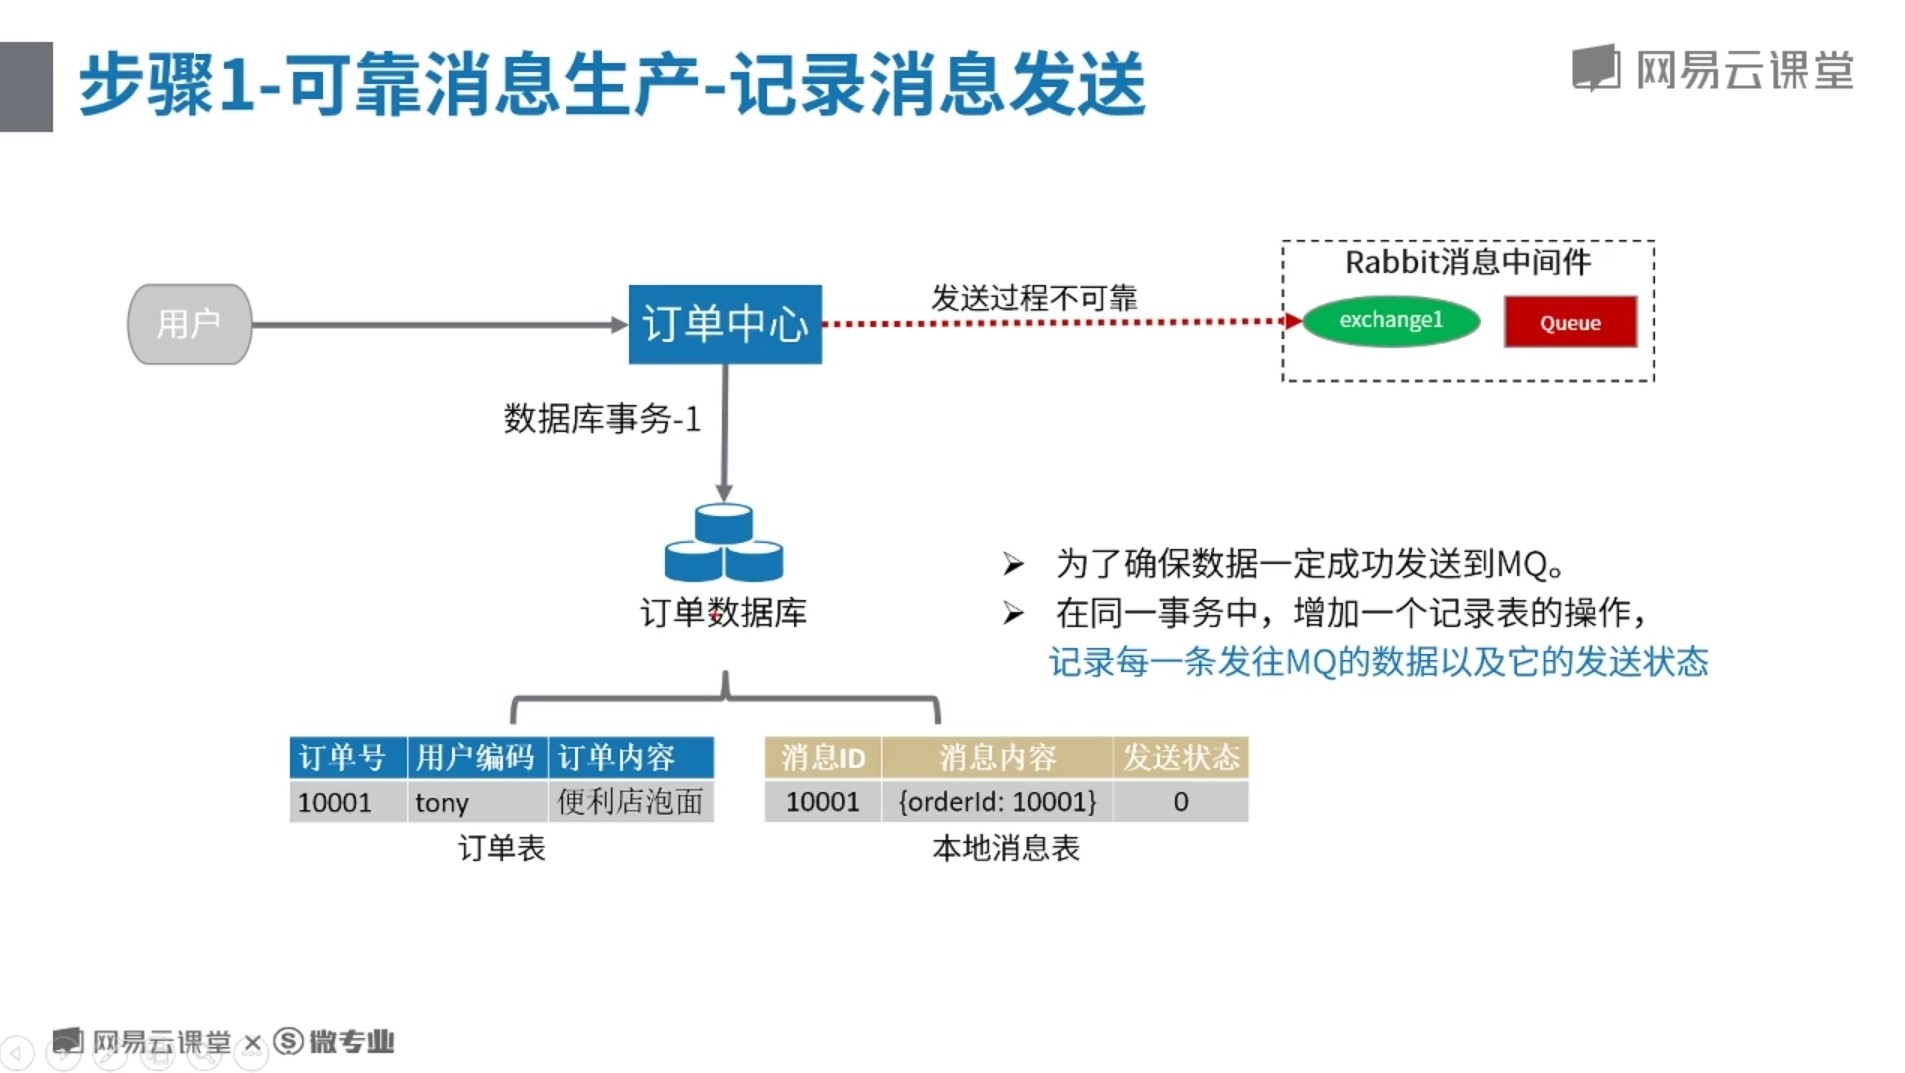 步骤1-可靠消息生产-记录消息发送
网易云课堂
Rabbit消息中间件
用户
订单中心
发送过程不可靠
exchange1
Queue
数据库事务-1
订单数据库
为了确保数据一定成功发送到MQ。
在同一事务中，增加一个记录表的操作，
记录每一条发往MQ的数据以及它的发送状态
订单号 用户编码 订单内容
10001 tony 便利店泡面
订单表
消息ID 消息内容 发送状态
10001 {orderId: 10001} 0
本地消息表
网易云课堂 × 微专业